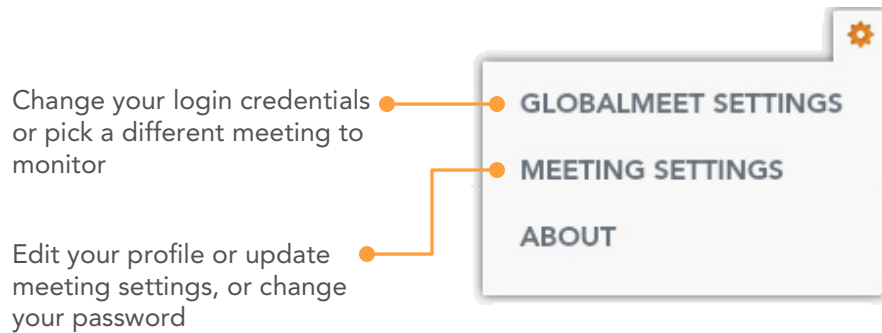 Change your login credentials
or pick a different meeting to
monitor
Edit your profile or update
meeting settings, or change
your password
GLOBALMEET SETTINGS
MEETING SETTINGS
ABOUT